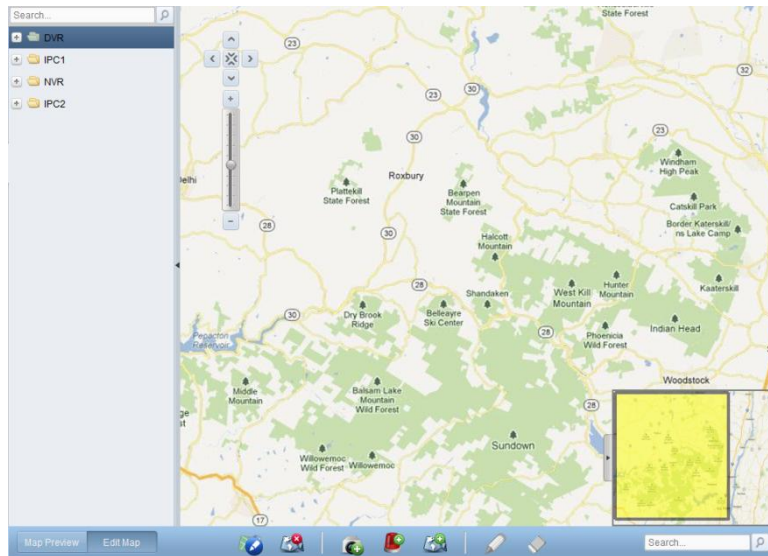 Search...
DVR
IPC1
NVR
IPC2
State Forest
23
32
30
23
30
23
Windham
High Peak
elhi
Roxbury
Plattekill
State Forest
Bearpen
Mountain
State Forest
Catskill Park
28
30
Border Katerskill/
ns Lake Camp
Halcott
Mountain
28
Shandaken
West Kill
Mountain
Hunter
Mountain
Kaaterskill
30
Dry Brook
Ridge
Belleayre
Ski Center
28
Phoenicia
Wild Forest
Indian Head
Pepacton
Reservoir
Middle
Mountain
Balsam Lake
Mountain
Wild Forest
28
Woodstock
28
ge
st
Sundown
Willowemoc
Wild Forest
Willowemoc
17
Map Preview
Edit Map
Search...